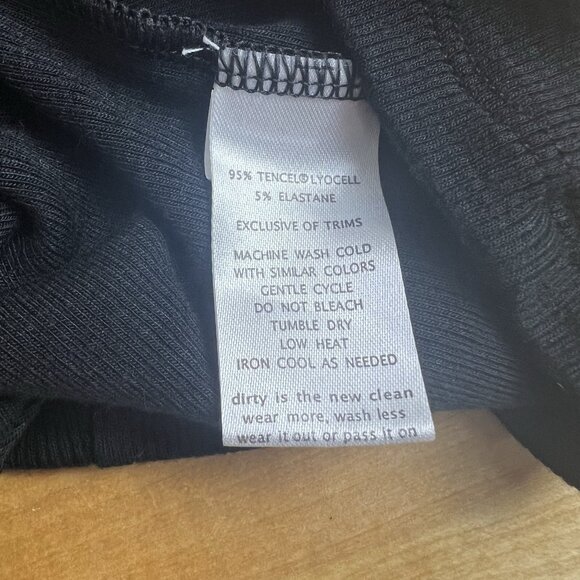 95% TENCEL® LYOCELL
5% ELASTANE
EXCLUSIVE OF TRIMS
MACHINE WASH COLD
WITH SIMILAR COLORS
GENTLE CYCLE
DO NOT BLEACH
TUMBLE DRY
LOW HEAT
IRON COOL AS NEEDED
dirty is the new clean
wear more, wash less
wear it out or pass it on